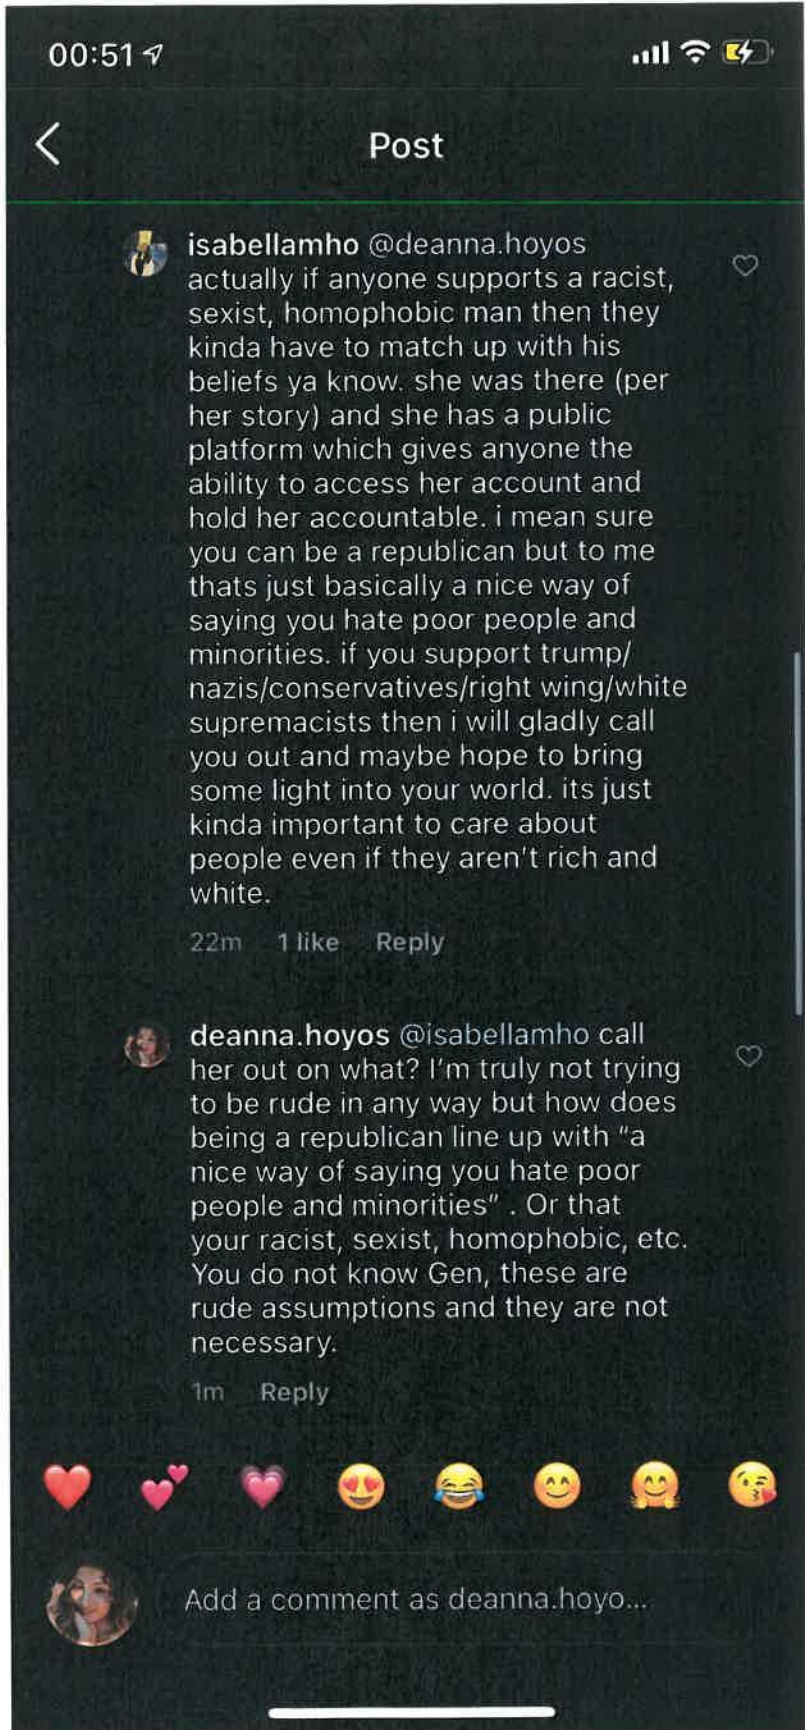 00:51
Post
isabellamho @deanna.hoyos
actually if anyone supports a racist,
sexist, homophobic man then they
kinda have to match up with his
beliefs ya know. she was there (per
her story) and she has a public
platform which gives anyone the
ability to access her account and
hold her accountable. i mean sure
you can be a republican but to me
thats just basically a nice way of
saying you hate poor people and
minorities. if you support trump/
nazis/conservatives/right wing/white
supremacists then i will gladly call
you out and maybe hope to bring
some light into your world. its just
kinda important to care about
people even if they aren't rich and
white.
22m 1 like Reply
deanna.hoyos @isabellamho call
her out on what? I'm truly not trying
to be rude in any way but how does
being a republican line up with "a
nice way of saying you hate poor
people and minorities" . Or that
your racist, sexist, homophobic, etc.
You do not know Gen, these are
rude assumptions and they are not
necessary.
1m Reply
Add a comment as deanna.hoyo...